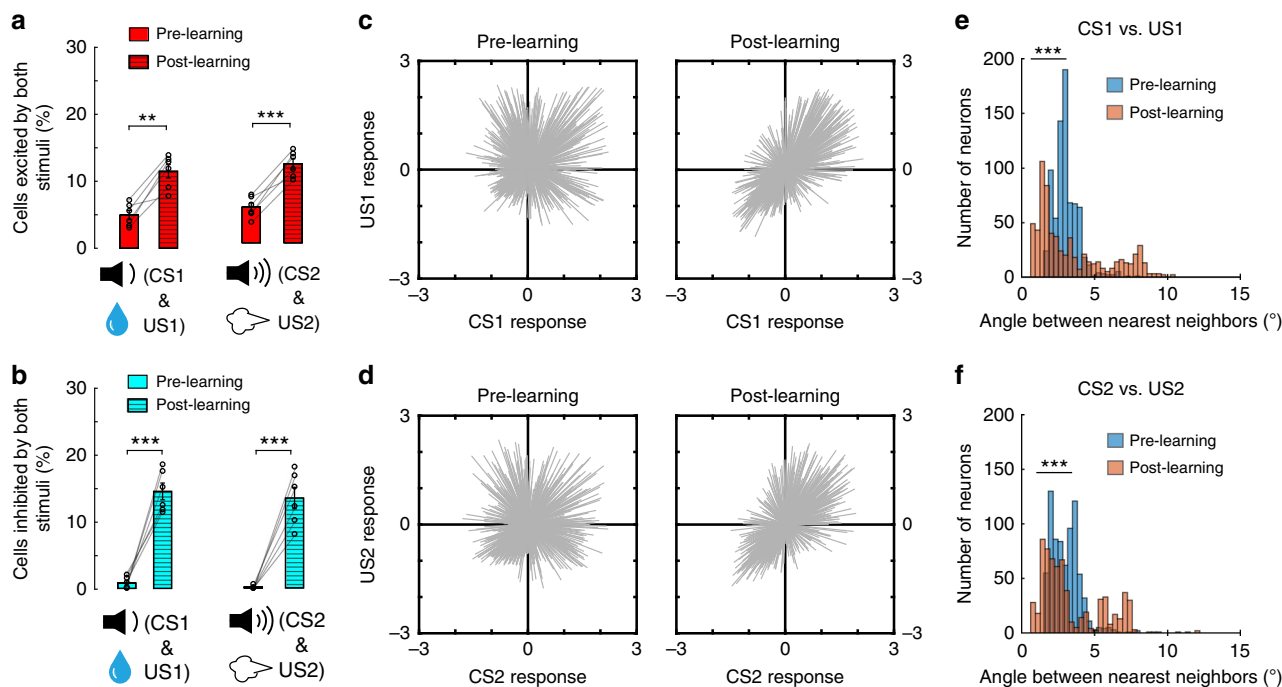 a
Pre-learning
Post-learning
Cells excited by both
stimuli (%)
30
20
10
0
**
***
(CS1
&
US1)
(CS2
&
US2)
b
Pre-learning
Post-learning
Cells inhibited by both
stimuli (%)
30
20
10
0
***
***
(CS1
&
US1)
(CS2
&
US2)
c
Pre-learning
Post-learning
US1 response
3
0
−3
3
0
−3
−3
0
3
−3
0
3
CS1 response
CS1 response
d
Pre-learning
Post-learning
US2 response
3
0
−3
3
0
−3
−3
0
3
−3
0
3
CS2 response
CS2 response
e
CS1 vs. US1
***
Pre-learning
Post-learning
Number of neurons
200
150
100
50
0
0
5
10
15
Angle between nearest neighbors (°)
f
CS2 vs. US2
***
Pre-learning
Post-learning
Number of neurons
200
150
100
50
0
0
5
10
15
Angle between nearest neighbors (°)